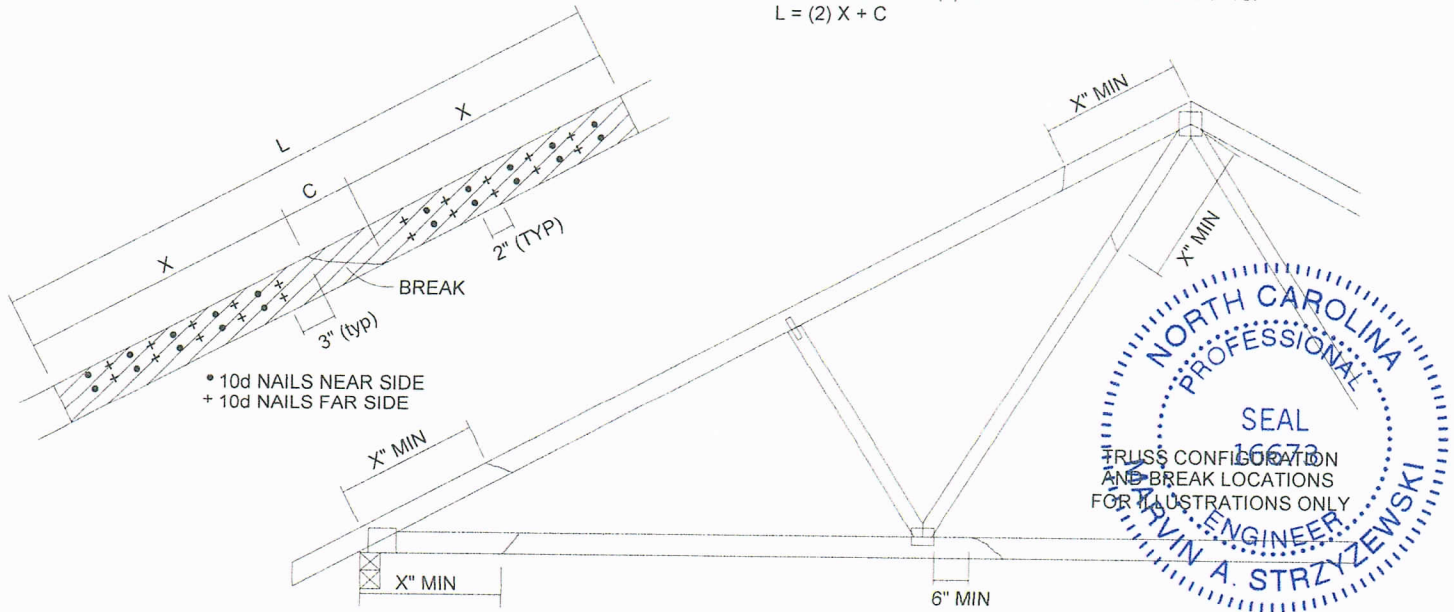 L = (2) X + C
X" MIN
L
X
C
X
X" MIN
2" (TYP)
BREAK
3" (typ)
• 10d NAILS NEAR SIDE
+ 10d NAILS FAR SIDE
X" MIN
X" MIN
6" MIN
NORTH CAROLINA
PROFESSIONAL
SEAL
16673
TRUSS CONFIGURATION
AND BREAK LOCATIONS
FOR ILLUSTRATIONS ONLY
ENGINEER
MARVIN A. STRZYZEWSKI